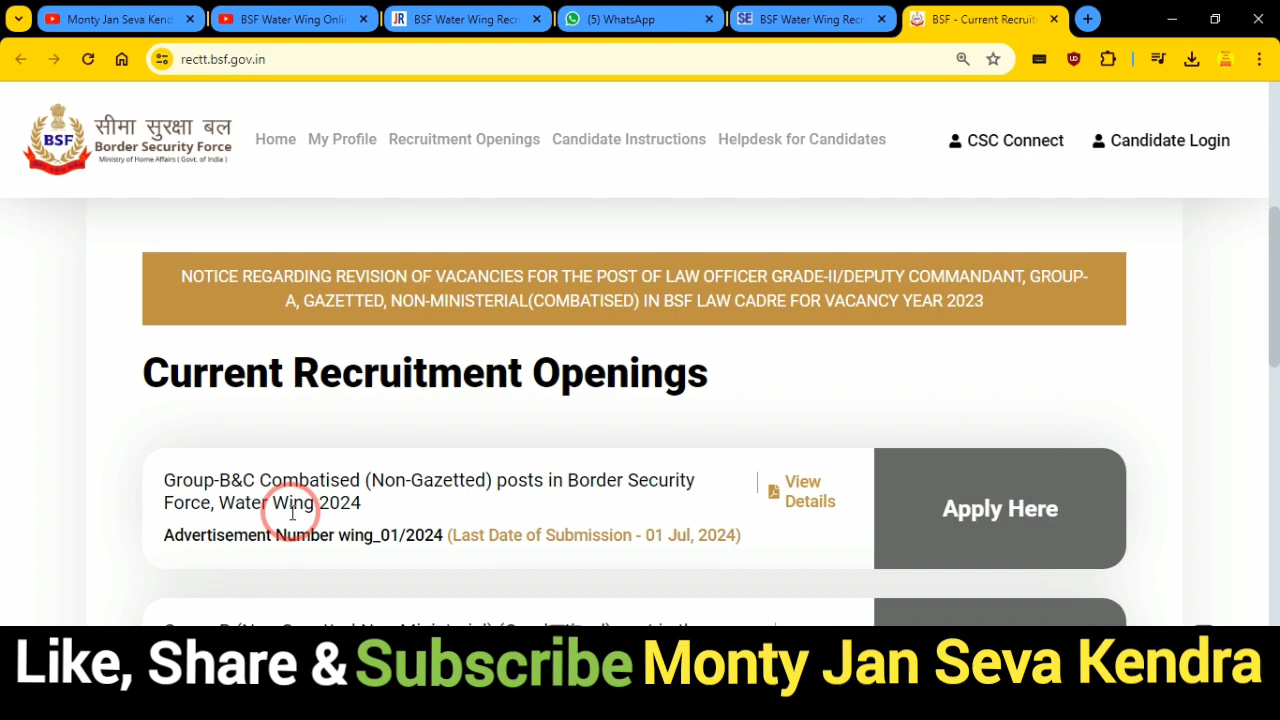 Monty Jan Seva Kend
BSF Water Wing Onli
BSF Water Wing Recr
(5) WhatsApp
BSF Water Wing Recr
BSF - Current Recruit
rectt.bsf.gov.in
BSF
सीमा सुरक्षा बल
Border Security Force
Ministry of Home Affairs ( Govt. of India )
Home My Profile Recruitment Openings Candidate Instructions Helpdesk for Candidates
CSC Connect Candidate Login
NOTICE REGARDING REVISION OF VACANCIES FOR THE POST OF LAW OFFICER GRADE-II/DEPUTY COMMANDANT, GROUP-
A, GAZETTED, NON-MINISTERIAL(COMBATISED) IN BSF LAW CADRE FOR VACANCY YEAR 2023
Current Recruitment Openings
Group-B&C Combatised (Non-Gazetted) posts in Border Security
Force, Water Wing 2024
Advertisement Number wing_01/2024 (Last Date of Submission - 01 Jul, 2024)
View
Details
Apply Here
Like, Share & Subscribe Monty Jan Seva Kendra